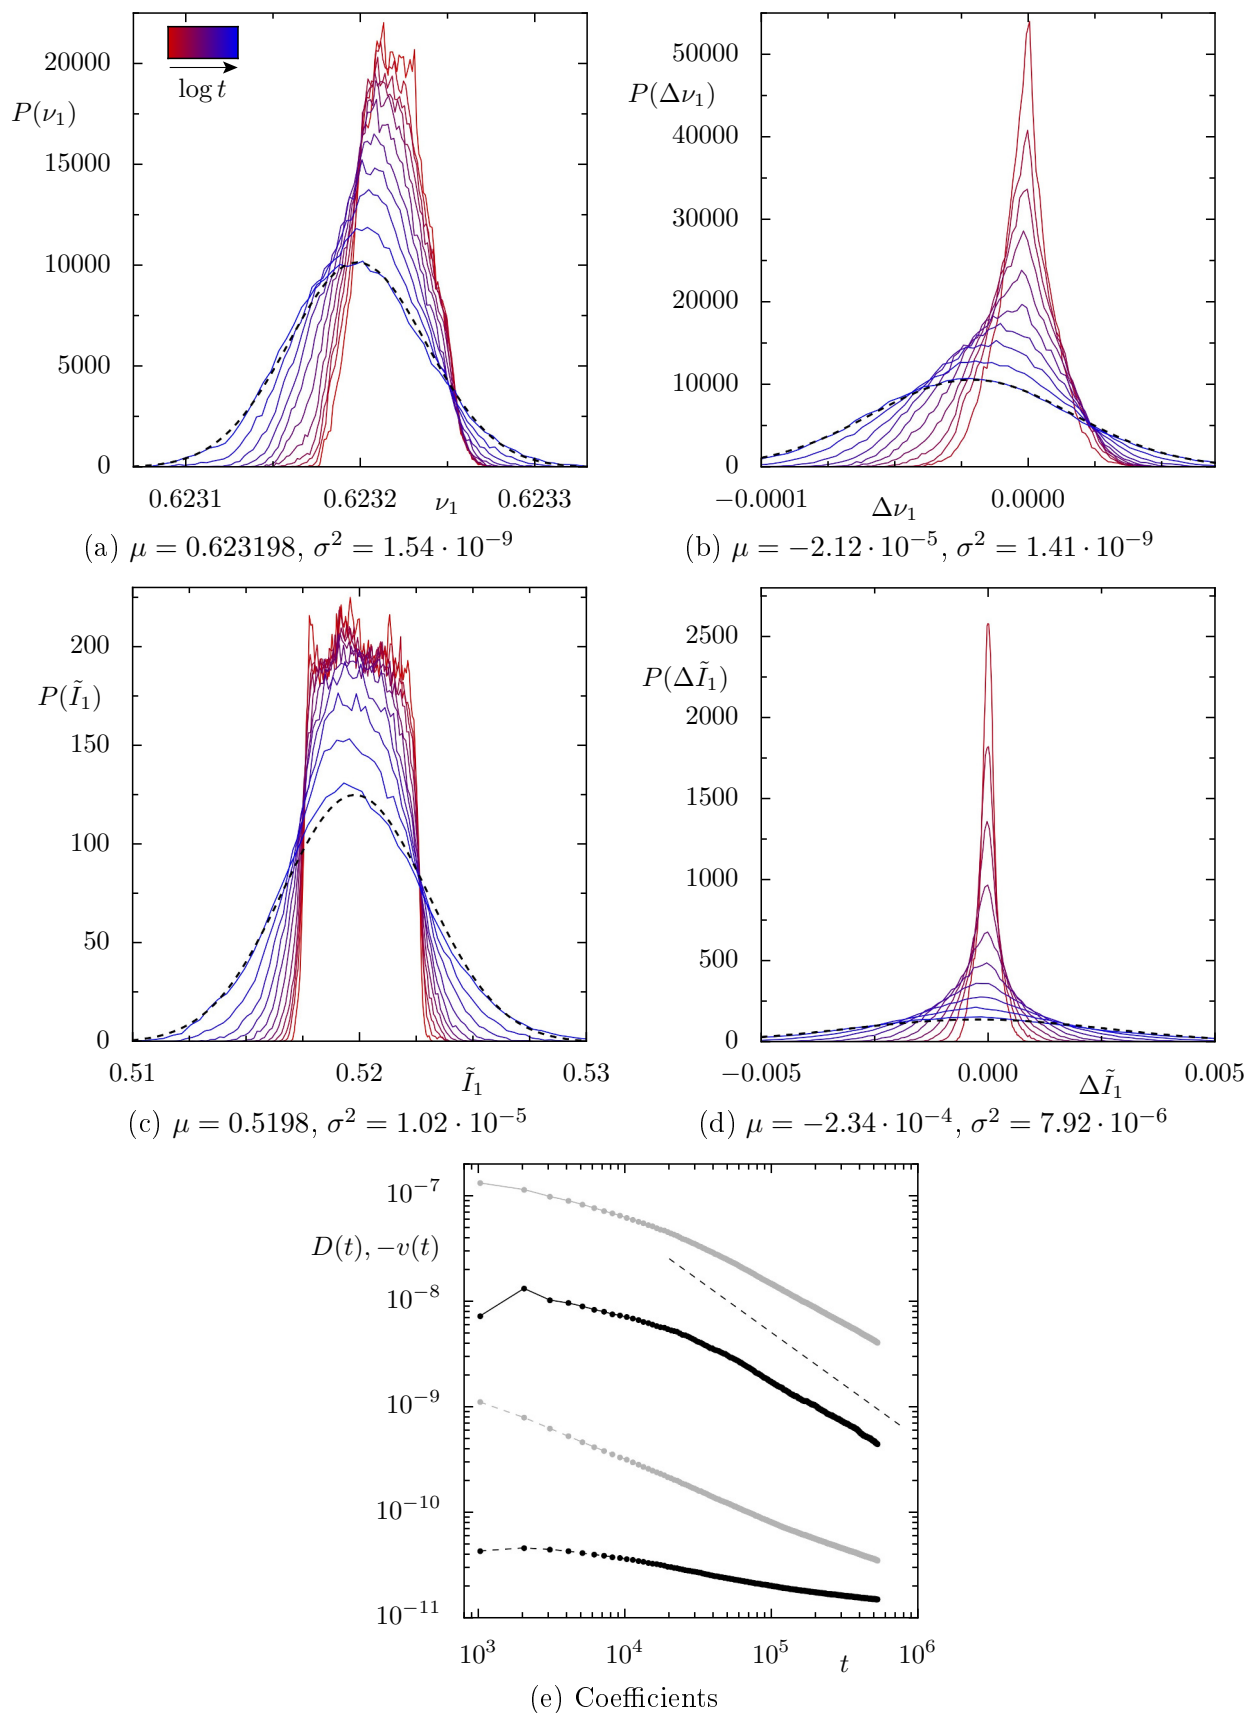 log t
P(ν₁)
20000
15000
10000
5000
0
0.6231 0.6232 ν₁ 0.6233
(a) μ = 0.623198, σ² = 1.54 · 10⁻⁹
P(Δν₁)
50000
40000
30000
20000
10000
0
−0.0001 Δν₁ 0.0000
(b) μ = −2.12 · 10⁻⁵, σ² = 1.41 · 10⁻⁹
P(Ĩ₁)
200
150
100
50
0
0.51 0.52 Ĩ₁ 0.53
(c) μ = 0.5198, σ² = 1.02 · 10⁻⁵
P(ΔĨ₁)
2500
2000
1500
1000
500
0
−0.005 0.000 ΔĨ₁ 0.005
(d) μ = −2.34 · 10⁻⁴, σ² = 7.92 · 10⁻⁶
D(t), −v(t)
10⁻⁷
10⁻⁸
10⁻⁹
10⁻¹⁰
10⁻¹¹
10³ 10⁴ 10⁵ t 10⁶
(e) Coefficients